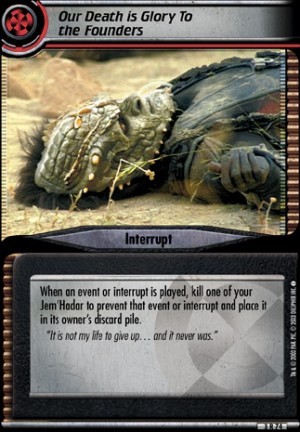 Our Death is Glory To
the Founders
Interrupt
When an event or interrupt is played, kill one of your
Jem'Hadar to prevent that event or interrupt and place it
in its owner's discard pile.
"It is not my life to give up. . . and it never was."